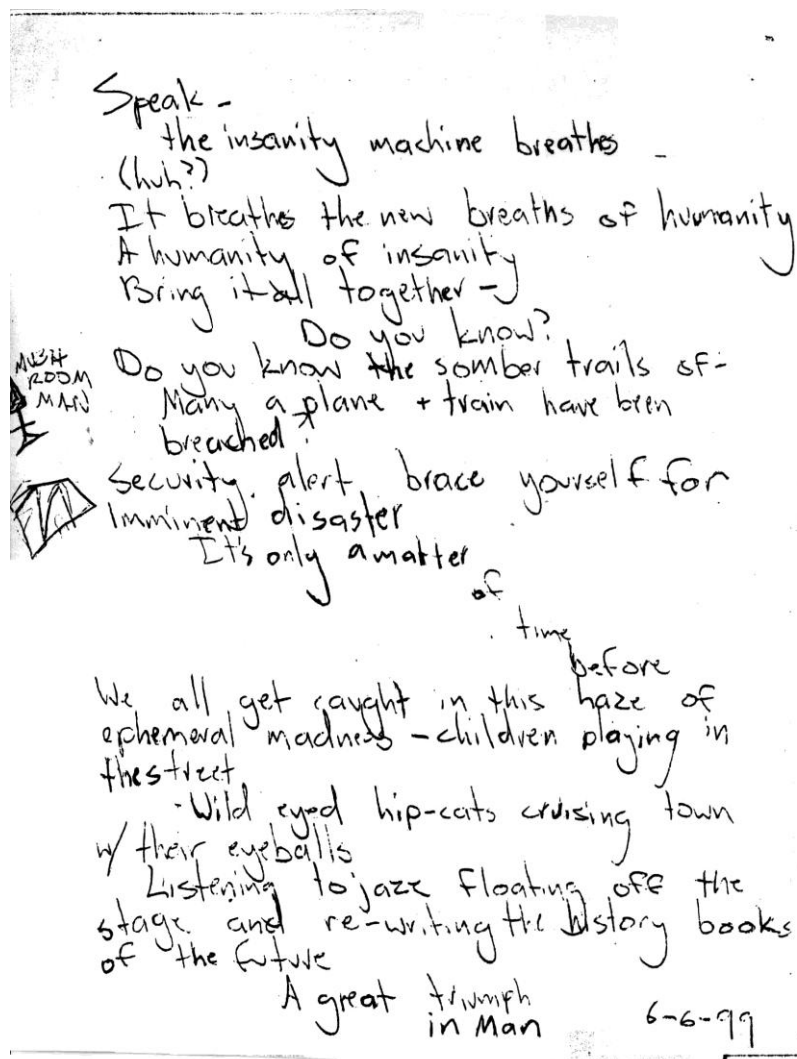 Speak -
the insanity machine breathes -
(huh?)
It breathes the new breaths of humanity
A humanity of insanity
Bring it all together -
Do you know?
MUSH
ROOM
MAN
Do you know the somber trails of-
Many a plane + train have been
breached.
Security alert, brace yourself for
Imminent disaster
It's only a matter
of
time
before
We all get caught in this haze of
ephemeral madness - children playing in
the street
- Wild eyed hip-cats cruising town
w/ their eyeballs
Listening to jazz floating off the
stage and re-writing the history books
of the future
A great triumph
in Man
6-6-99